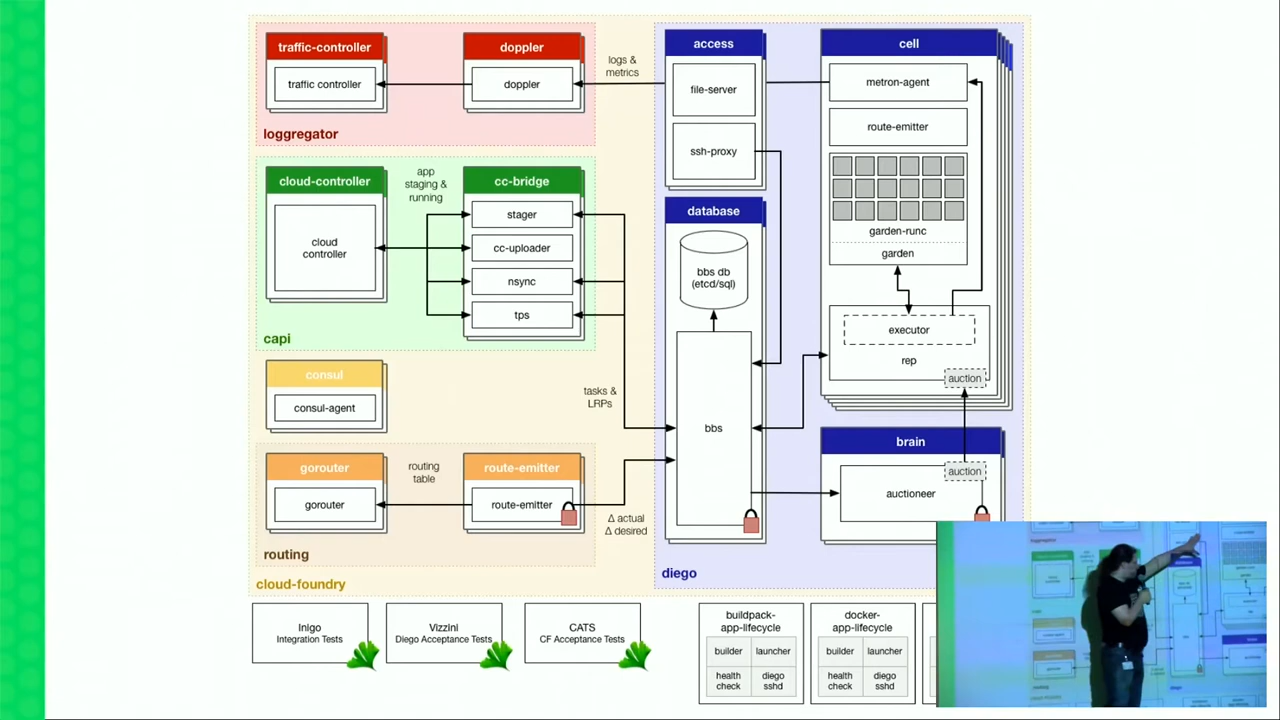 traffic-controller
traffic controller
doppler
doppler
loggregator
logs &
metrics
cloud-controller
cloud
controller
app
staging &
running
cc-bridge
stager
cc-uploader
nsync
tps
capi
consul
consul-agent
tasks &
LRPs
gorouter
gorouter
routing
table
route-emitter
route-emitter
Δ actual
Δ desired
routing
cloud-foundry
access
file-server
ssh-proxy
database
bbs db
(etcd/sql)
bbs
cell
metron-agent
route-emitter
garden-runc
garden
executor
rep
auction
brain
auction
auctioneer
diego
Inigo
Integration Tests
Vizzini
Diego Acceptance Tests
CATS
CF Acceptance Tests
buildpack-
app-lifecycle
builder
launcher
health
check
diego
sshd
docker-
app-lifecycle
builder
launcher
health
check
diego
sshd